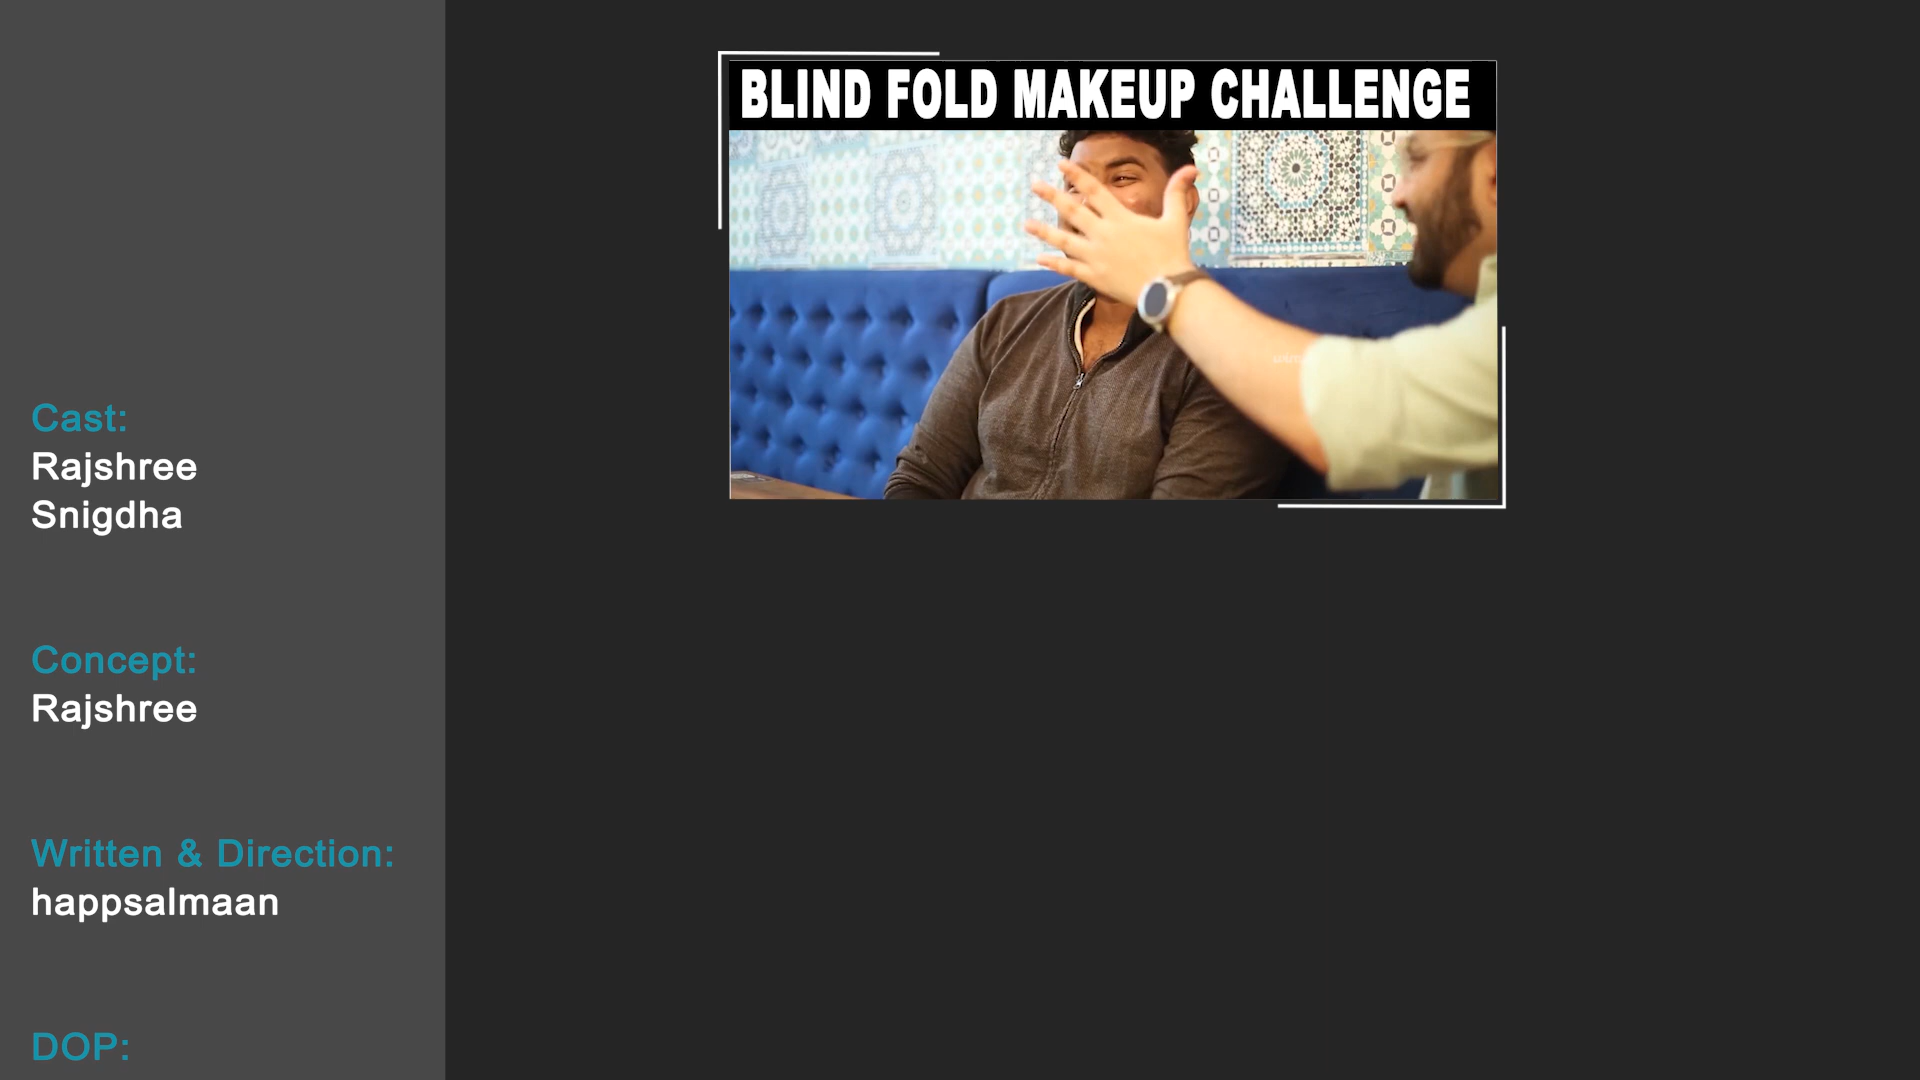 BLIND FOLD MAKEUP CHALLENGE
Cast:
Rajshree
Snigdha
Concept:
Rajshree
Written & Direction:
happsalmaan
DOP: